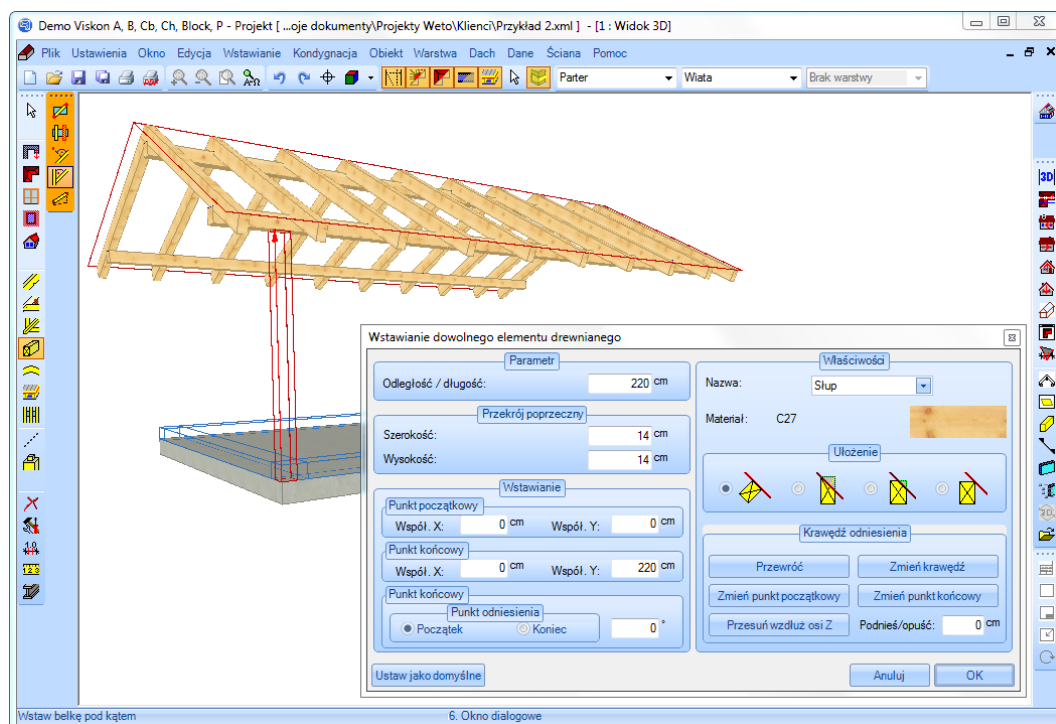 Demo Viskon A, B, Cb, Ch, Block, P - Projekt [ ...oje dokumenty\Projekty Weto\Klienci\Przykład 2.xml ] - [1 : Widok 3D]
Plik Ustawienia Okno Edycja Wstawianie Kondygnacja Obiekt Warstwa Dach Dane Ściana Pomoc
Parter Wiata Brak warstwy
3D
Wstawianie dowolnego elementu drewnianego
Parametr
Odległość / długość: 220 cm
Przekrój poprzeczny
Szerokość: 14 cm
Wysokość: 14 cm
Wstawianie
Punkt początkowy
Współ. X: 0 cm Współ. Y: 0 cm
Punkt końcowy
Współ. X: 0 cm Współ. Y: 220 cm
Punkt końcowy
Punkt odniesienia
Początek Koniec 0 °
Ustaw jako domyślne
Właściwości
Nazwa: Słup
Materiał: C27
Ułożenie
Krawędź odniesienia
Przewróć Zmień krawędź
Zmień punkt początkowy Zmień punkt końcowy
Przesuń wzdłuż osi Z Podnieś/opuść: 0 cm
Anuluj OK
Wstaw belkę pod kątem 6. Okno dialogowe